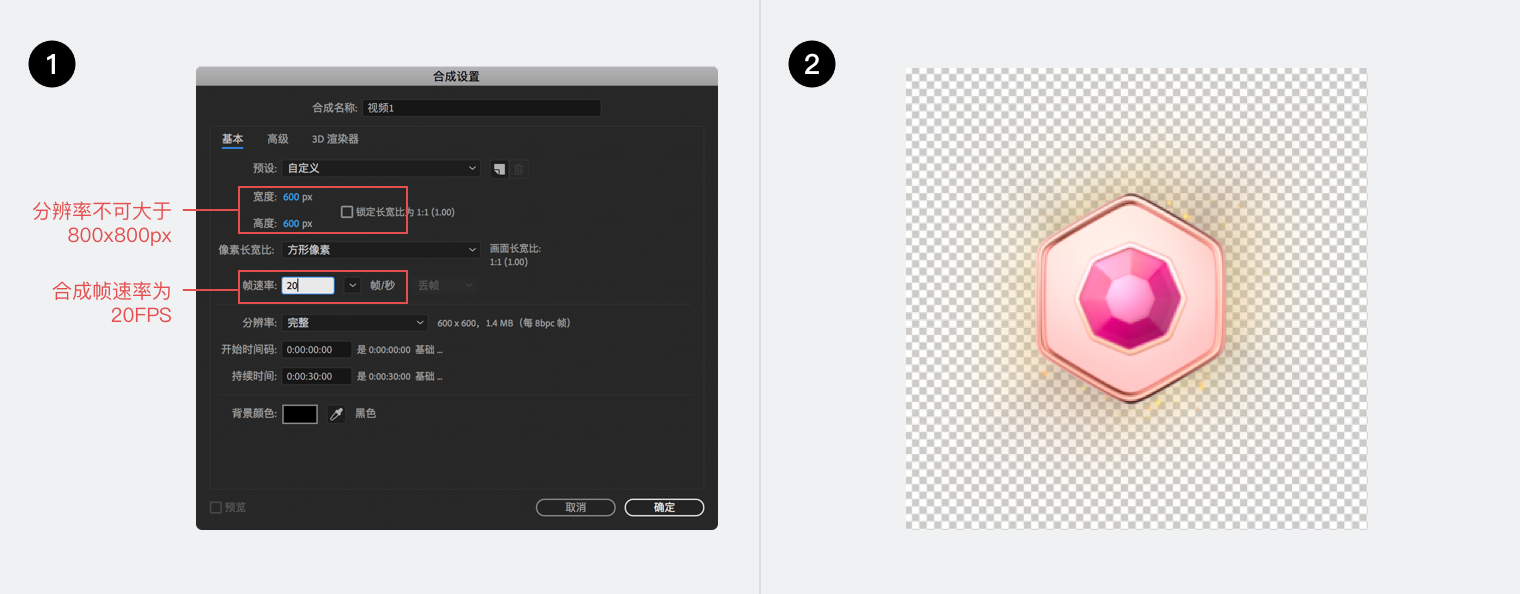 1
合成设置
合成名称: 视频1
基本 高级 3D 渲染器
预设: 自定义
分辨率不可大于
800x800px
宽度: 600 px
锁定长宽比为 1:1 (1.00)
高度: 600 px
像素长宽比: 方形像素
画面长宽比:
1:1 (1.00)
合成帧速率为
20FPS
帧速率: 20 帧/秒 丢帧
分辨率: 完整 600 x 600，1.4 MB（每 8bpc 帧）
开始时间码: 0:00:00:00 是 0:00:00:00 基础 ...
持续时间: 0:00:30:00 是 0:00:30:00 基础 ...
背景颜色: 黑色
预览 取消 确定
2